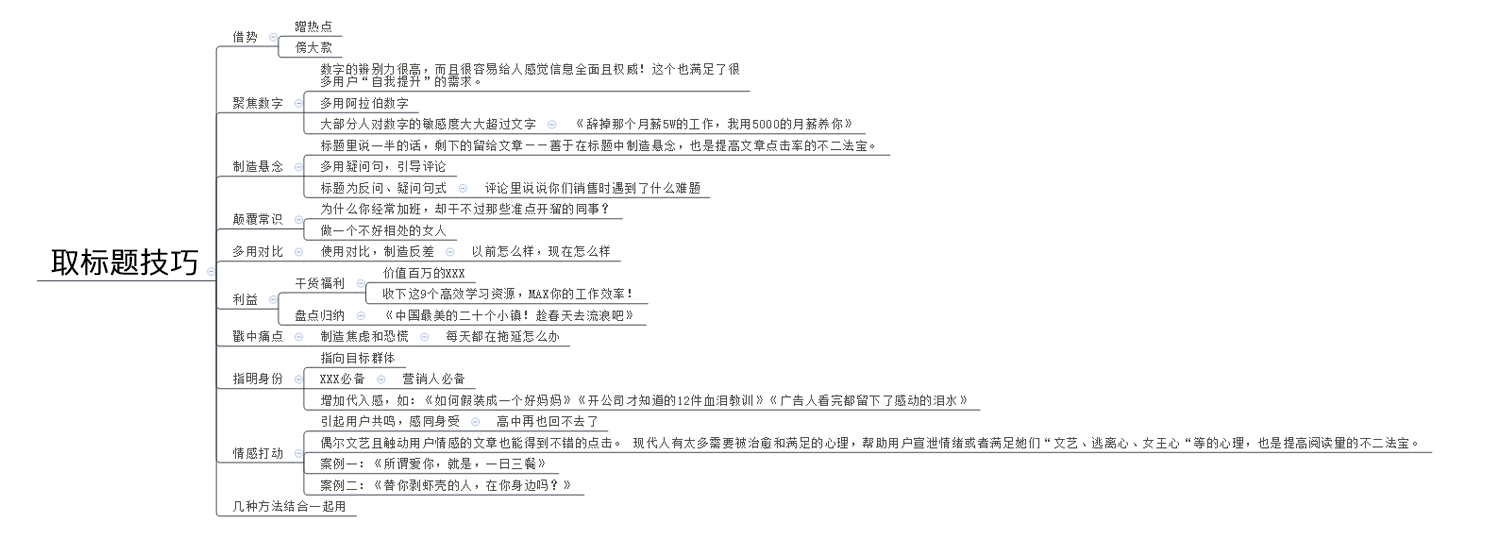 取标题技巧
借势
蹭热点
傍大款
聚焦数字
数字的辨别力很高，而且很容易给人感觉信息全面且权威！这个也满足了很
多用户“自我提升”的需求。
多用阿拉伯数字
大部分人对数字的敏感度大大超过文字
《辞掉那个月薪5W的工作，我用5000的月薪养你》
制造悬念
标题里说一半的话，剩下的留给文章——善于在标题中制造悬念，也是提高文章点击率的不二法宝。
多用疑问句，引导评论
标题为反问、疑问句式
评论里说说你们销售时遇到了什么难题
颠覆常识
为什么你经常加班，却干不过那些准点开溜的同事？
做一个不好相处的女人
多用对比
使用对比，制造反差
以前怎么样，现在怎么样
利益
干货福利
价值百万的XXX
收下这9个高效学习资源，MAX你的工作效率！
盘点归纳
《中国最美的二十个小镇！趁春天去流浪吧》
戳中痛点
制造焦虑和恐慌
每天都在拖延怎么办
指明身份
指向目标群体
XXX必备
营销人必备
增加代入感，如：《如何假装成一个好妈妈》《开公司才知道的12件血泪教训》《广告人看完都留下了感动的泪水》
情感打动
引起用户共鸣，感同身受
高中再也回不去了
偶尔文艺且触动用户情感的文章也能得到不错的点击。 现代人有太多需要被治愈和满足的心理，帮助用户宣泄情绪或者满足她们“文艺、逃离心、女王心“等的心理，也是提高阅读量的不二法宝。
案例一：《所谓爱你，就是，一日三餐》
案例二：《替你剥虾壳的人，在你身边吗？》
几种方法结合一起用